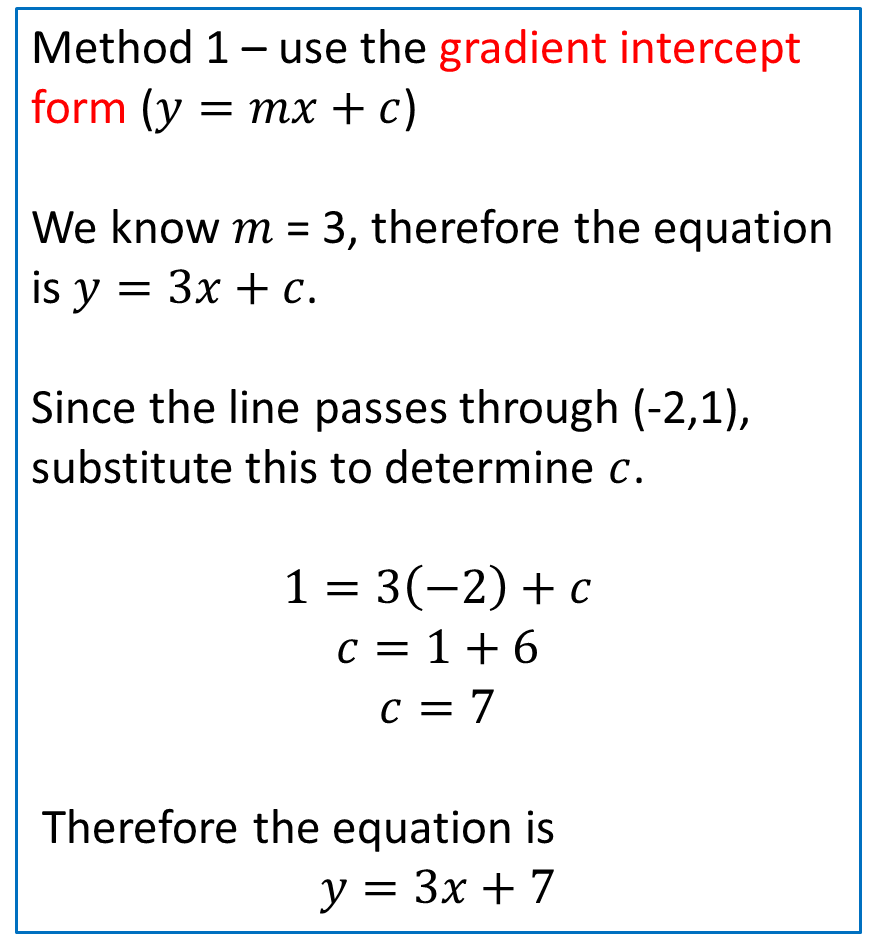 Method 1 – use the gradient intercept
form (y = mx + c)
We know m = 3, therefore the equation
is y = 3x + c.
Since the line passes through (-2,1),
substitute this to determine c.
1 = 3(−2) + c
c = 1 + 6
c = 7
Therefore the equation is
y = 3x + 7